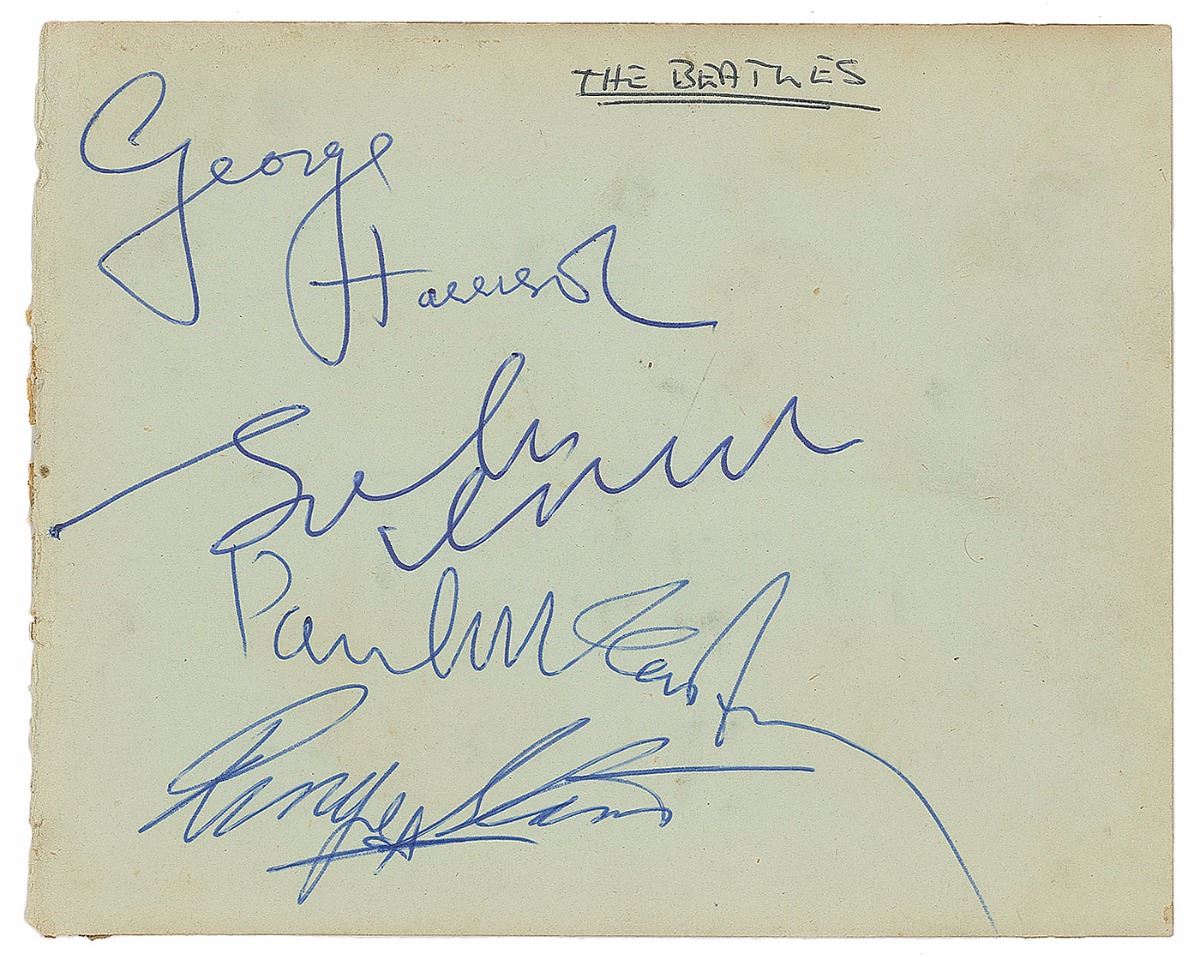 THE BEATLES
George
Harrison
John
Lennon
Paul McCartney
Ringo Starr